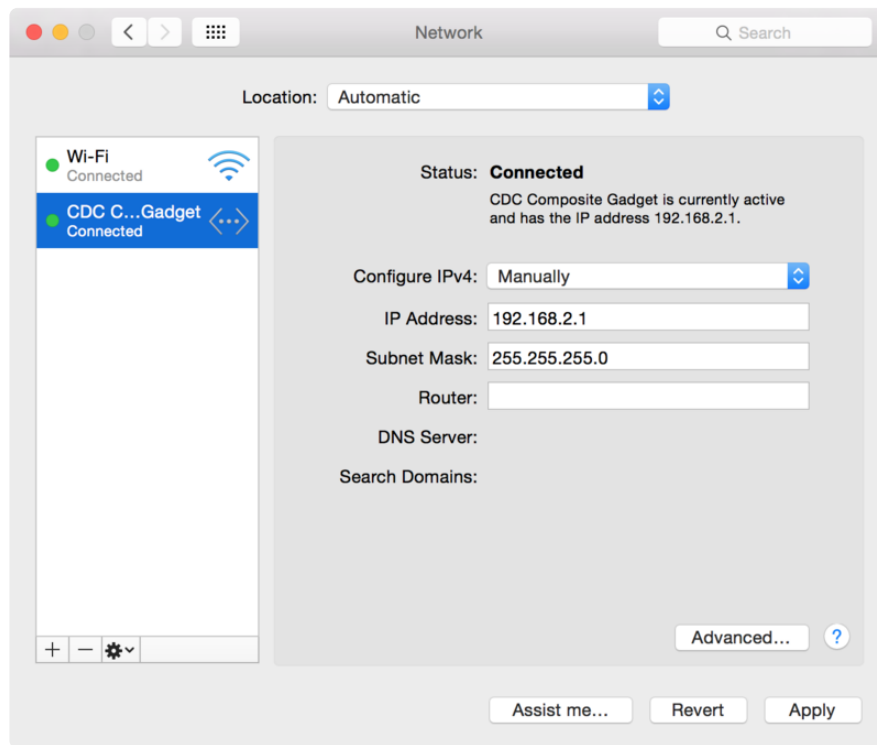 Network
Search
Location: Automatic
Wi-Fi
Connected
CDC C...Gadget
Connected
Status: Connected
CDC Composite Gadget is currently active
and has the IP address 192.168.2.1.
Configure IPv4: Manually
IP Address: 192.168.2.1
Subnet Mask: 255.255.255.0
Router:
DNS Server:
Search Domains:
Advanced...
?
Assist me...
Revert
Apply